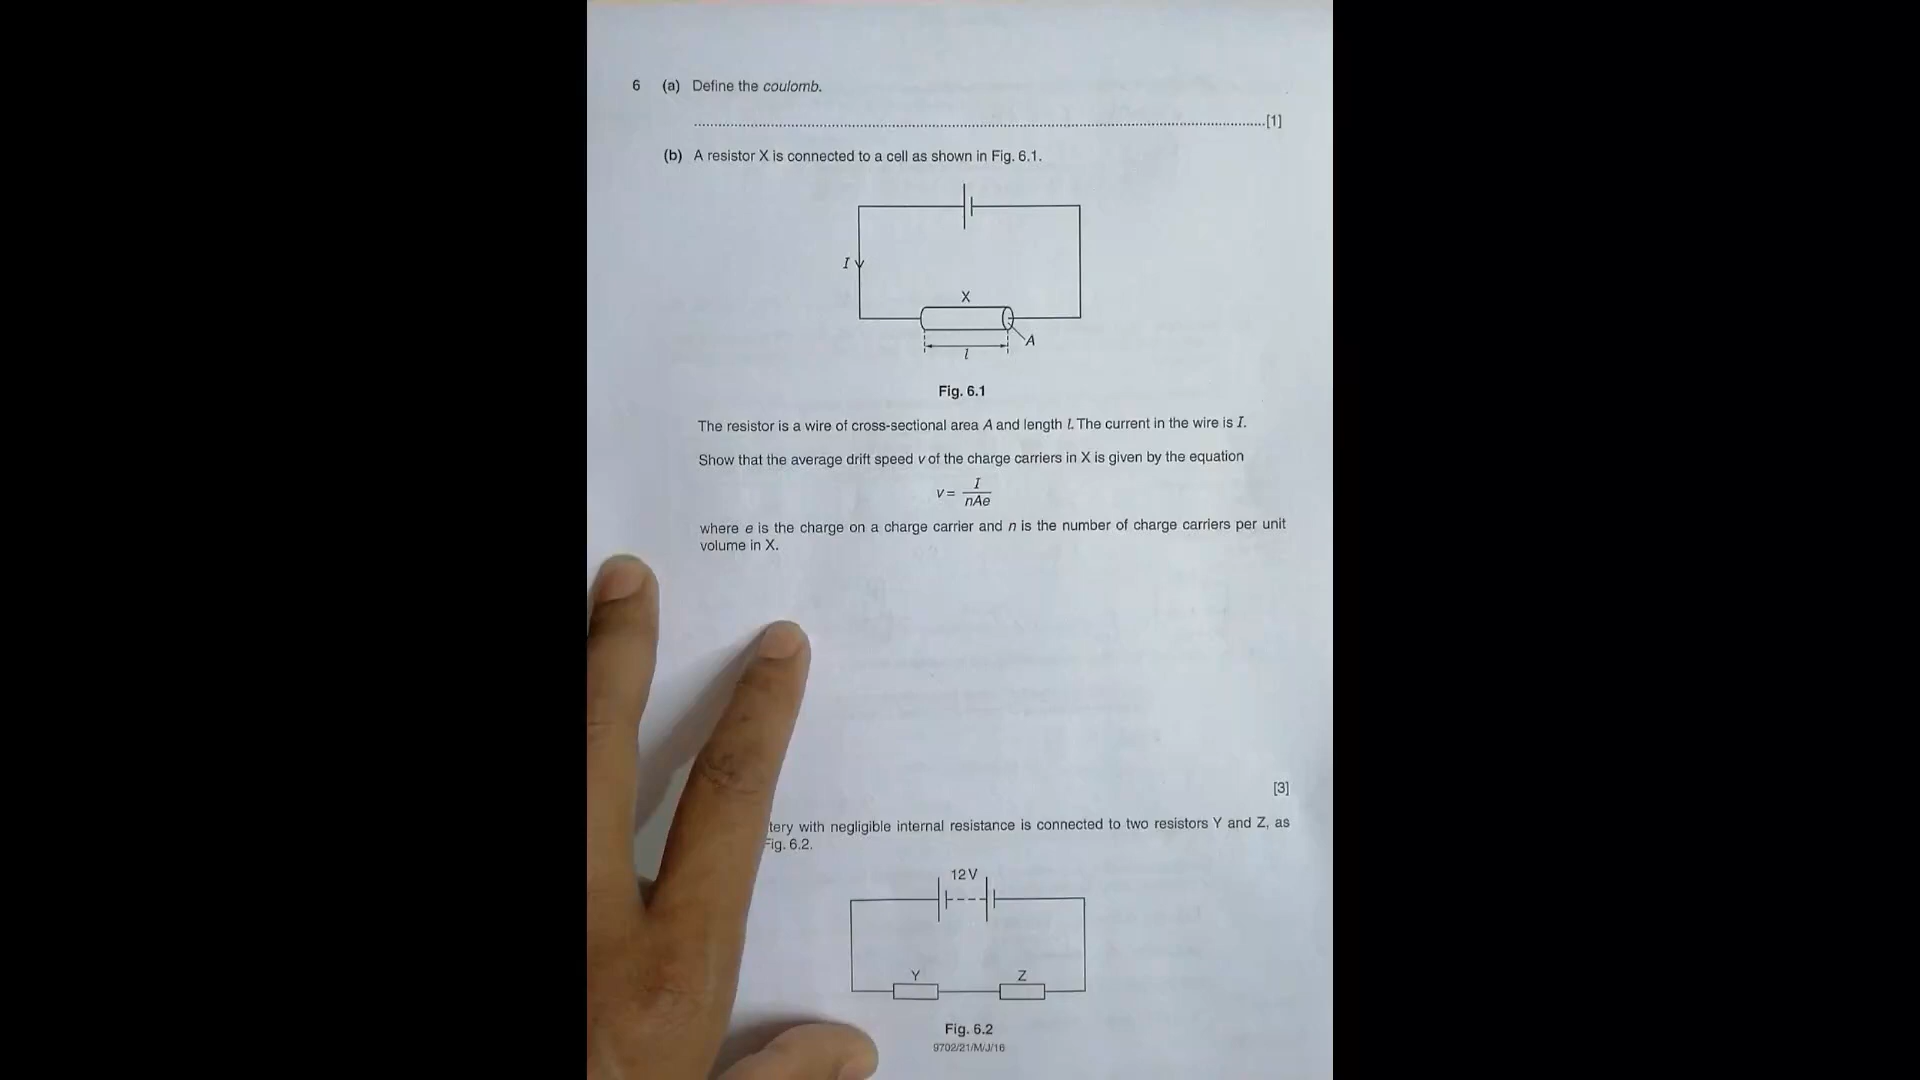 6 (a) Define the coulomb.
[1]
(b) A resistor X is connected to a cell as shown in Fig. 6.1.
I
X
A
l
Fig. 6.1
The resistor is a wire of cross-sectional area A and length l. The current in the wire is I.
Show that the average drift speed v of the charge carriers in X is given by the equation
v = I / nAe
where e is the charge on a charge carrier and n is the number of charge carriers per unit
volume in X.
[3]
tery with negligible internal resistance is connected to two resistors Y and Z, as
Fig. 6.2.
12 V
Y Z
Fig. 6.2
9702/21/M/J/16